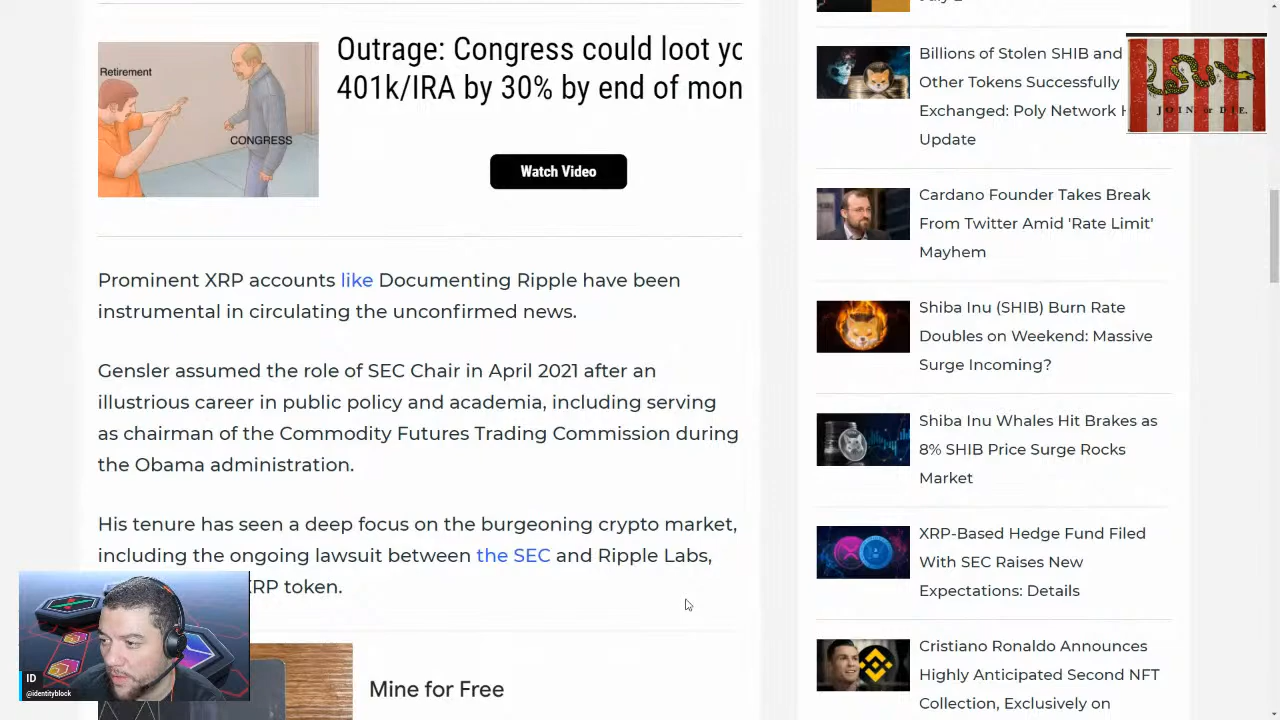 Outrage: Congress could loot yo
401k/IRA by 30% by end of mon
Retirement
CONGRESS
Watch Video
Prominent XRP accounts like Documenting Ripple have been
instrumental in circulating the unconfirmed news.
Gensler assumed the role of SEC Chair in April 2021 after an
illustrious career in public policy and academia, including serving
as chairman of the Commodity Futures Trading Commission during
the Obama administration.
His tenure has seen a deep focus on the burgeoning crypto market,
including the ongoing lawsuit between the SEC and Ripple Labs,
RP token.
Mine for Free
ID
@identityblock
Billions of Stolen SHIB and
Other Tokens Successfully
Exchanged: Poly Network H
Update
Cardano Founder Takes Break
From Twitter Amid 'Rate Limit'
Mayhem
Shiba Inu (SHIB) Burn Rate
Doubles on Weekend: Massive
Surge Incoming?
Shiba Inu Whales Hit Brakes as
8% SHIB Price Surge Rocks
Market
XRP-Based Hedge Fund Filed
With SEC Raises New
Expectations: Details
Cristiano Ronaldo Announces
Highly Anticipated Second NFT
Collection, Exclusively on
JOIN, or DIE.